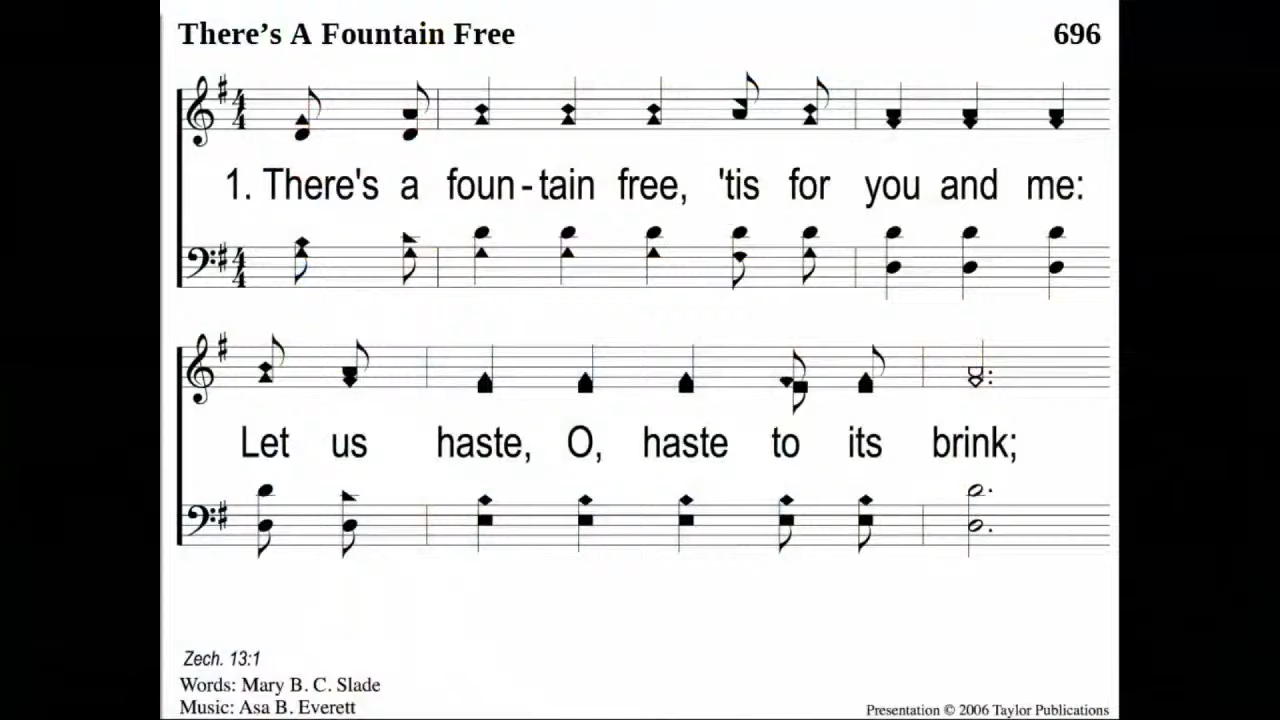 There's A Fountain Free 696
1. There's a foun-tain free, 'tis for you and me:
Let us haste, O, haste to its brink;
Zech. 13:1
Words: Mary B. C. Slade
Music: Asa B. Everett
Presentation © 2006 Taylor Publications